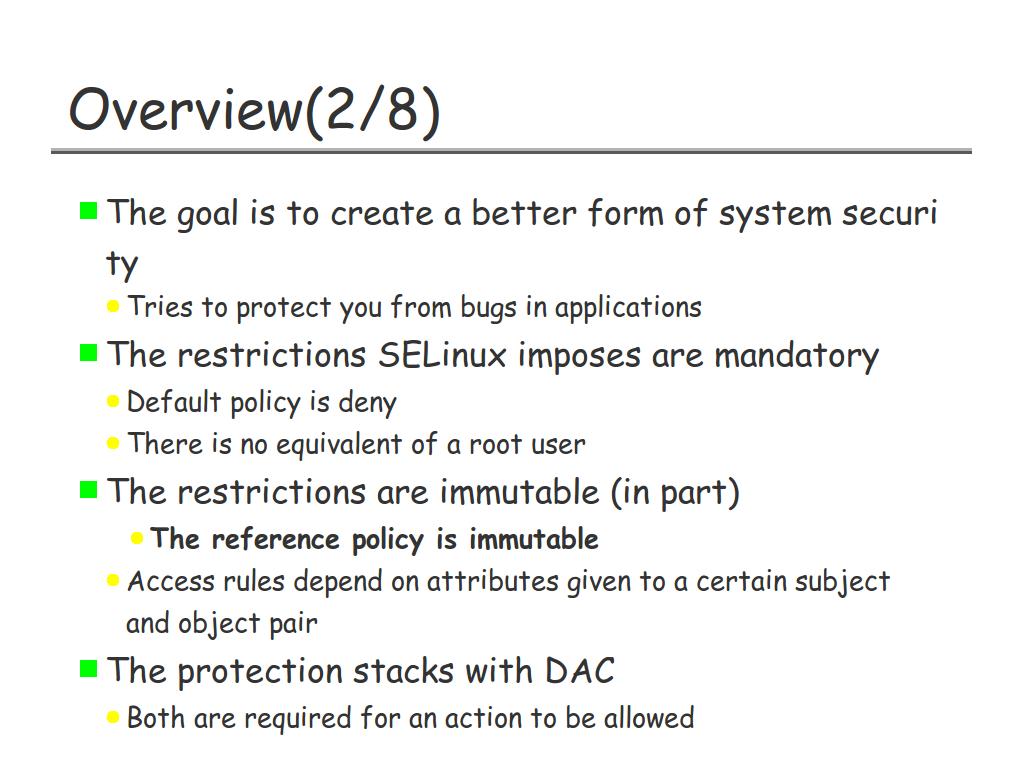 Overview(2/8)
The goal is to create a better form of system securi
ty
Tries to protect you from bugs in applications
The restrictions SELinux imposes are mandatory
Default policy is deny
There is no equivalent of a root user
The restrictions are immutable (in part)
The reference policy is immutable
Access rules depend on attributes given to a certain subject
and object pair
The protection stacks with DAC
Both are required for an action to be allowed